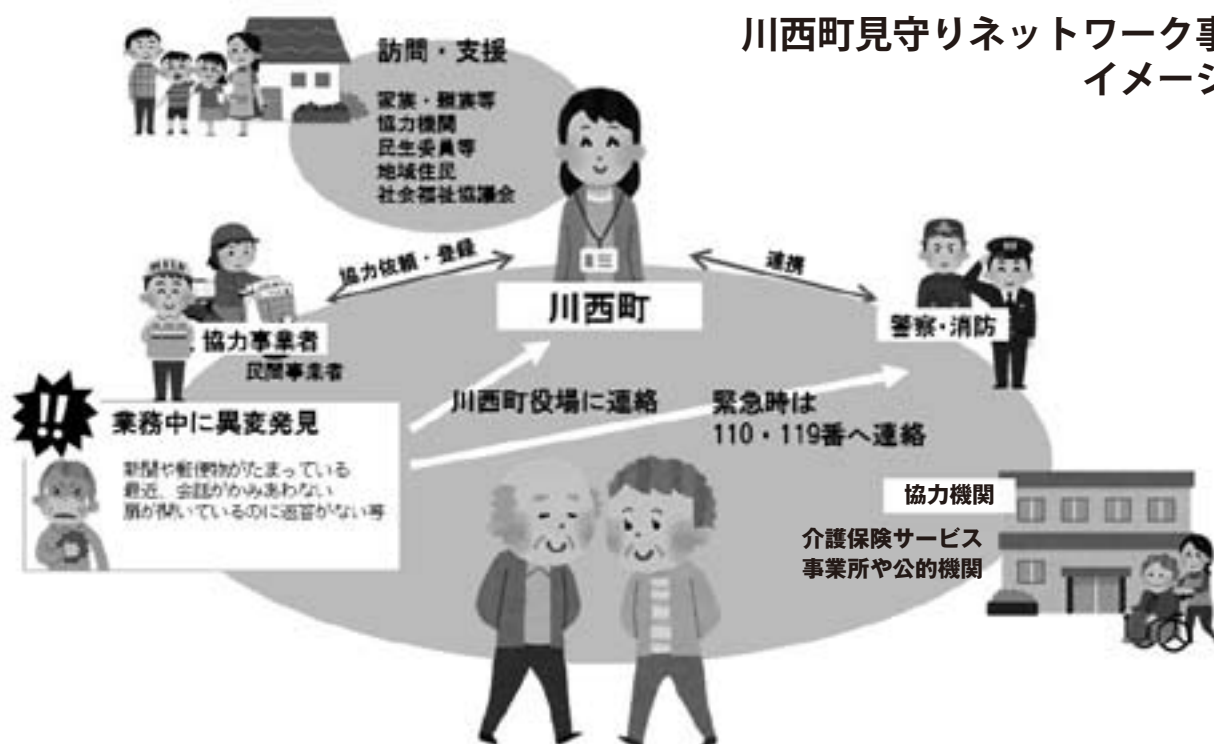 川西町見守りネットワーク事
イメージ
訪問・支援
家族・親族等
協力機関
民生委員等
地域住民
社会福祉協議会
協力依頼・登録
連携
川西町
警察・消防
MILK
協力事業者
民間事業者
!!
業務中に異変発見
新聞や郵便物がたまっている
最近、会話がかみあわない
扉が開いているのに返答がない等
川西町役場に連絡
緊急時は
110・119番へ連絡
協力機関
介護保険サービス
事業所や公的機関